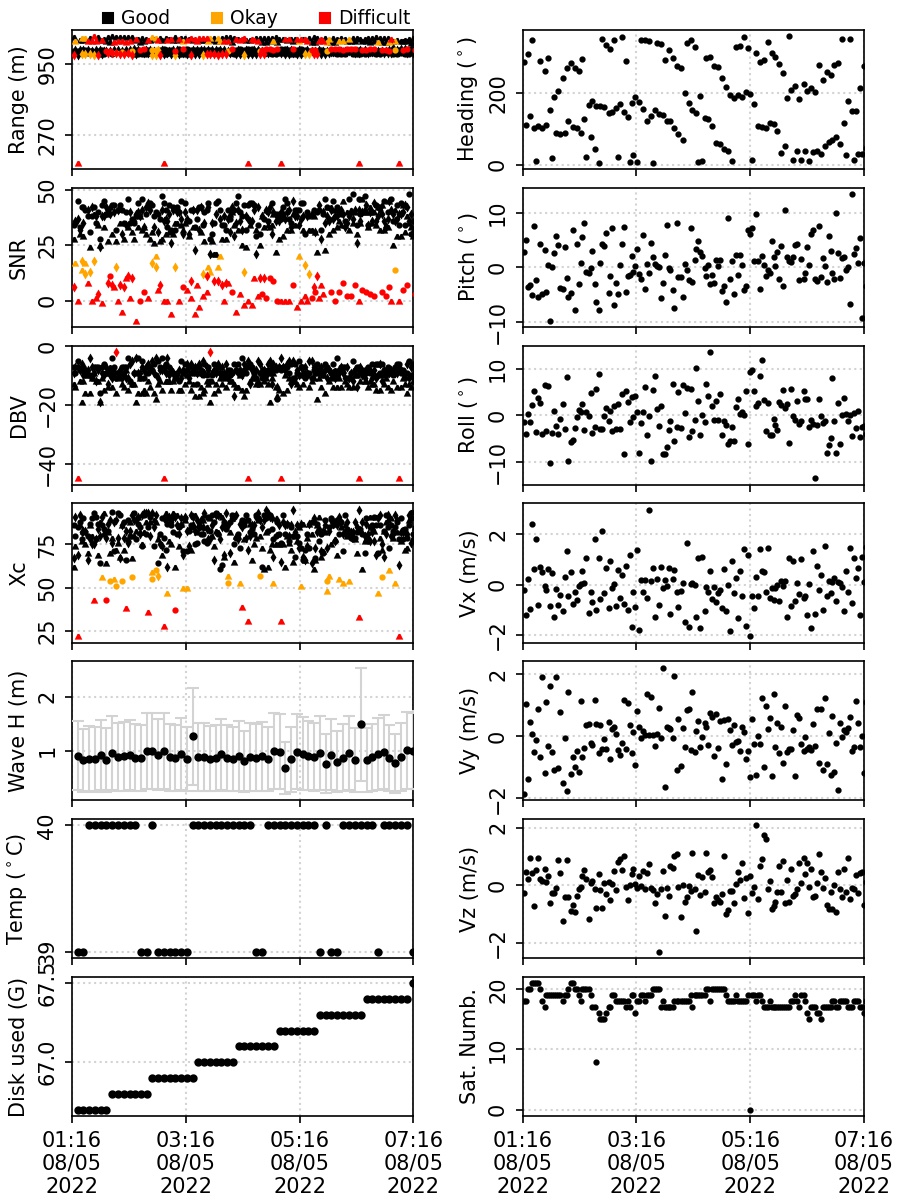 Good Okay Difficult
Range (m)
950
270
Heading (°)
200
0
SNR
50
25
0
Pitch (°)
10
0
−10
DBV
0
−20
−40
Roll (°)
10
0
−10
Xc
75
50
25
Vx (m/s)
2
0
−2
Wave H (m)
2
1
Vy (m/s)
2
0
−2
Temp (°C)
40
Vz (m/s)
2
0
−2
Disk used (G)
67.5
67.0
Sat. Numb.
20
10
0
01:16 03:16 05:16 07:16
08/05 08/05 08/05 08/05
2022 2022 2022 2022
01:16 03:16 05:16 07:16
08/05 08/05 08/05 08/05
2022 2022 2022 2022